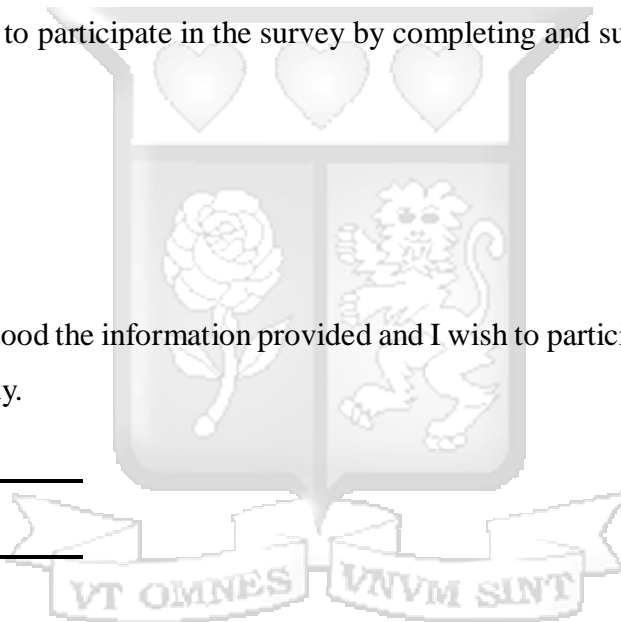 to participate in the survey by completing and su
ood the information provided and I wish to partici
y.
VT OMNES VNVM SINT